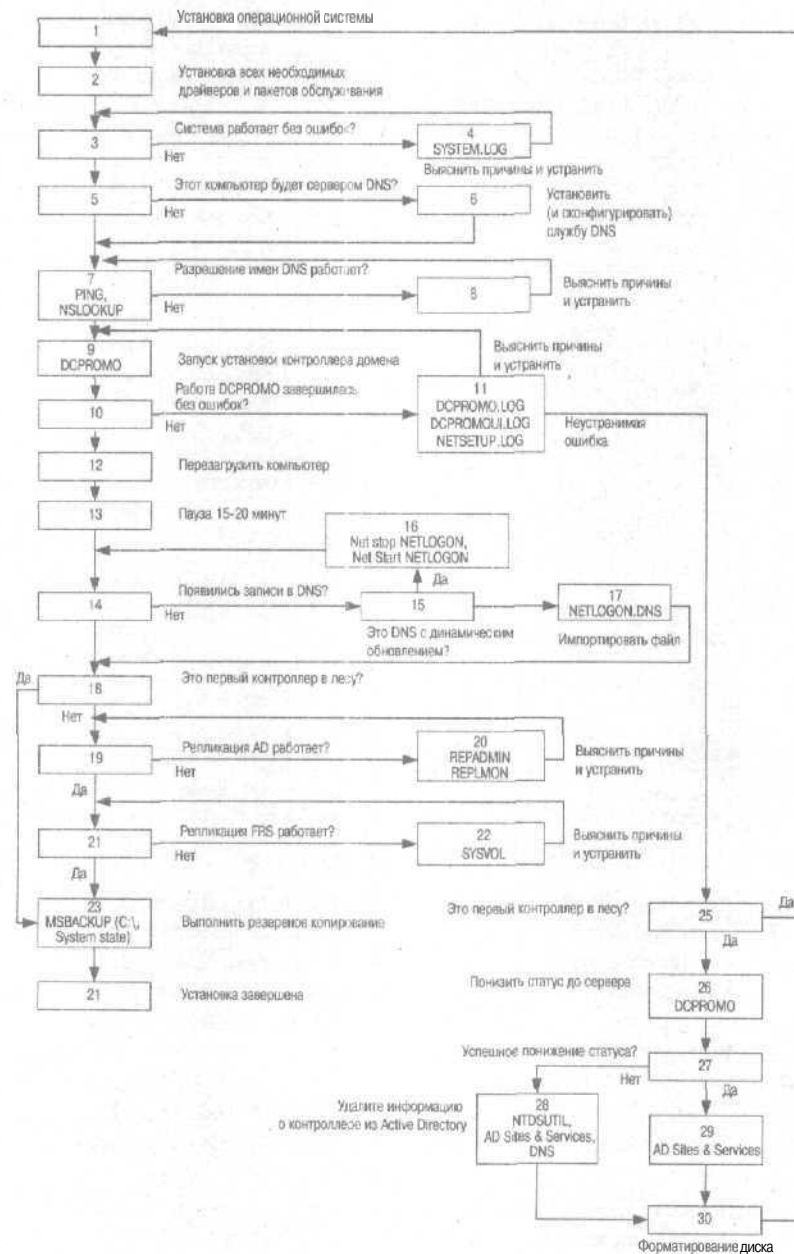 Установка операционной системы
1
2
Установка всех необходимых
драйверов и пакетов обслуживания
Система работает без ошибок?
3
Нет
4
SYSTEM.LOG
Выяснить причины и устранить
Этот компьютер будет сервером DNS?
5
Нет
6
Установить
(и сконфигурировать)
службу DNS
Разрешение имен DNS работает?
7
PING,
NSLOOKUP
Нет
8
Выяснить причины
и устранить
9
DCPROMO
Запуск установки контроллера домена
Выяснить причины
и устранить
Работа DCPROMO завершилась
без ошибок?
10
Нет
11
DCPROMO.LOG
DCPROMOUI.LOG
NETSETUP.LOG
Неустранимая
ошибка
12
Перезагрузить компьютер
13
Пауза 15-20 минут
16
Net stop NETLOGON,
Net Start NETLOGON
Да
Появились записи в DNS?
14
Нет
15
Это DNS с динамическим
обновлением?
17
NETLOGON.DNS
Импортировать файл
Да
18
Это первый контроллер в лесу?
Нет
19
Репликация AD работает?
Нет
20
REPADMIN
REPLMON
Выяснить причины
и устранить
Да
21
Репликация FRS работает?
Нет
22
SYSVOL
Выяснить причины
и устранить
Да
23
MSBACKUP (C:\,
System state)
Выполнить резервное копирование
21
Установка завершена
Это первый контроллер в лесу?
25
Да
Да
Понизить статус до сервера
26
DCPROMO
Успешное понижение статуса?
27
Нет
Да
Удалите информацию
о контроллере из Active Directory
28
NTDSUTIL,
AD Sites & Services,
DNS
29
AD Sites & Services
30
Форматирование диска